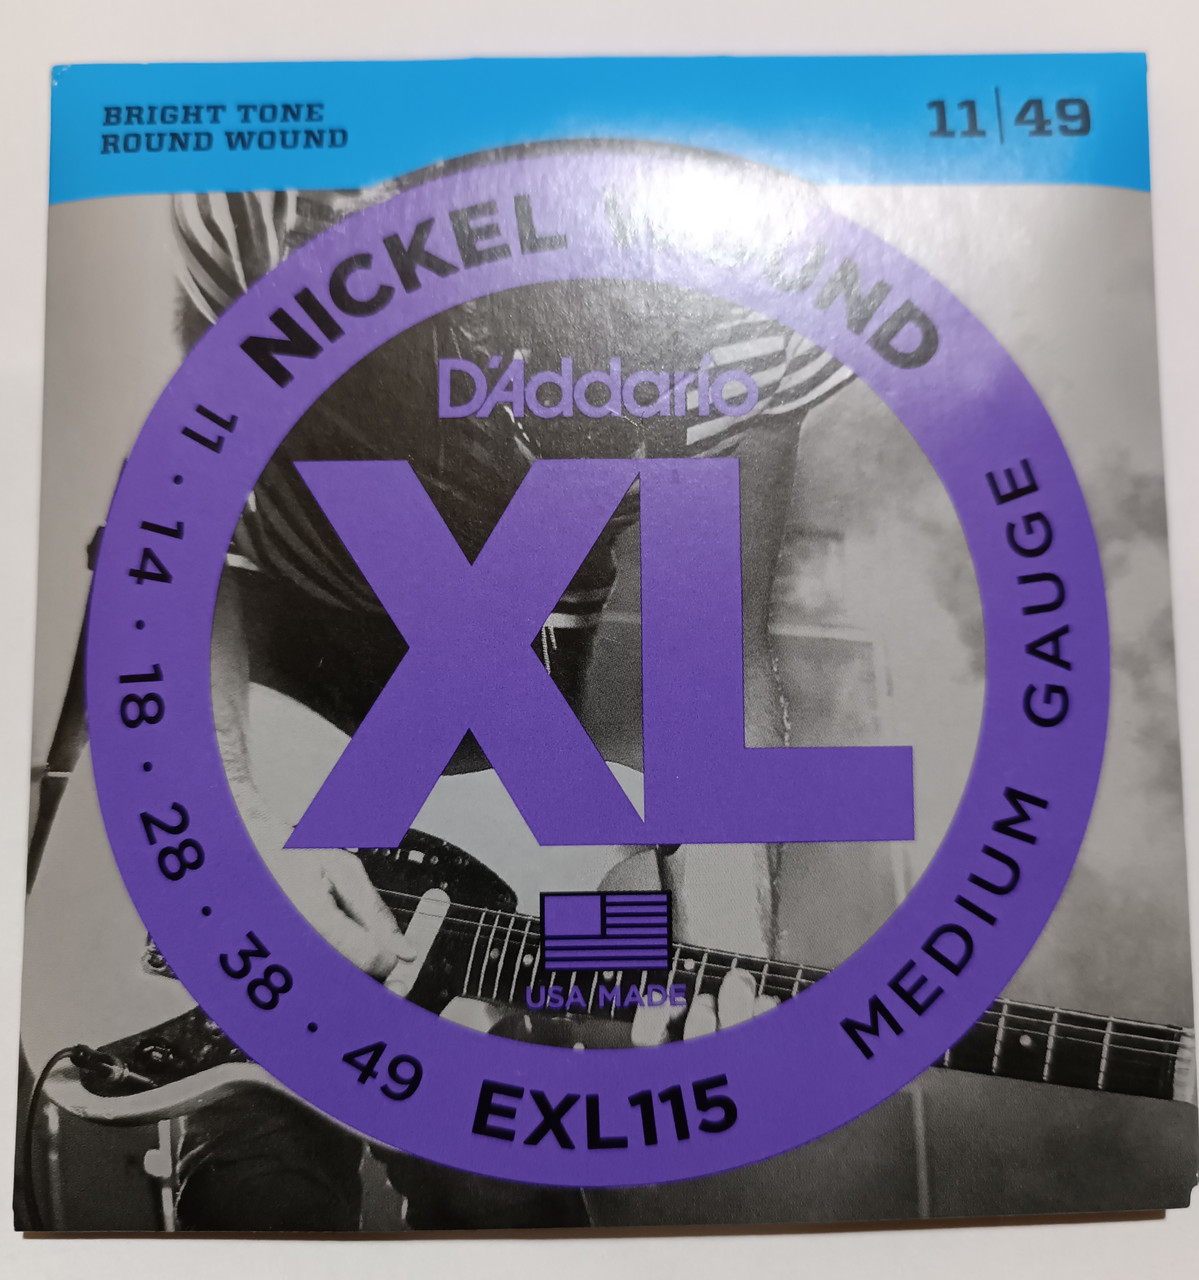 BRIGHT TONE
ROUND WOUND
11|49
NICKEL
D'Addario
XL
USA MADE
11 · 14 · 18 · 28 · 38 · 49
EXL115
MEDIUM GAUGE